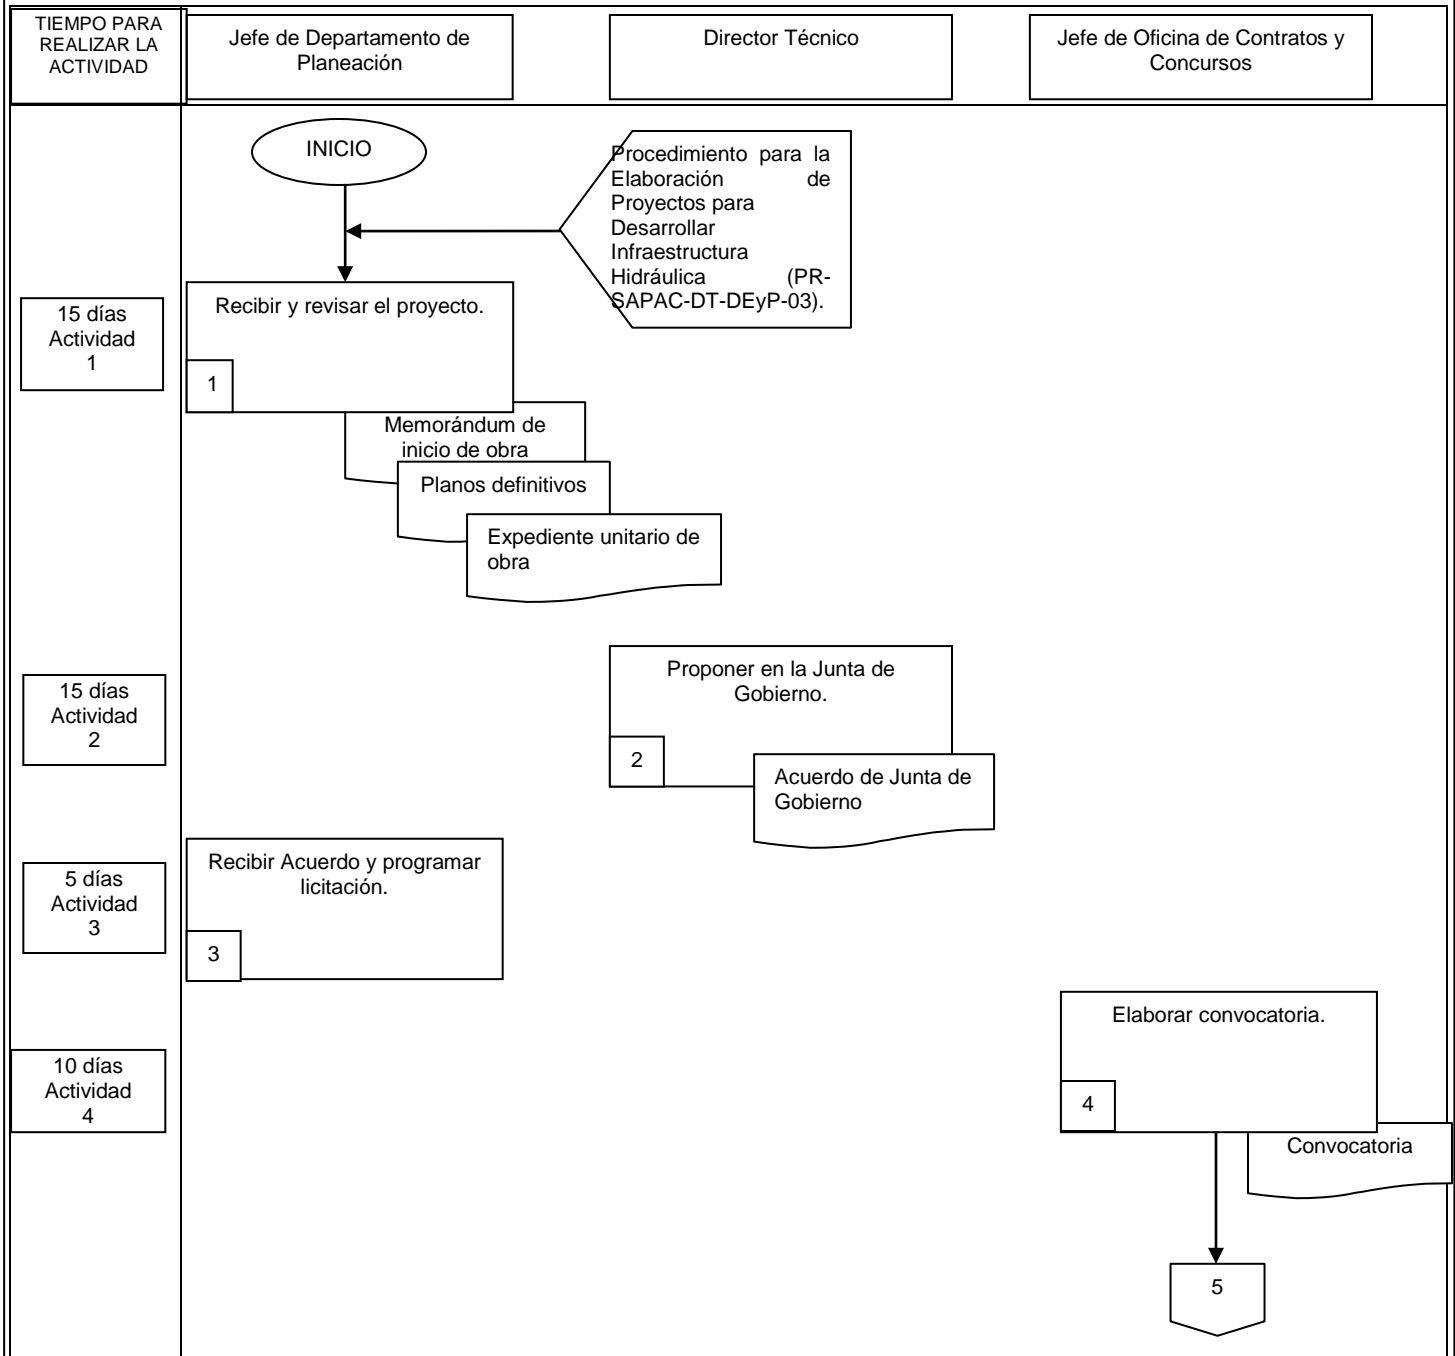 TIEMPO PARA
REALIZAR LA
ACTIVIDAD
Jefe de Departamento de
Planeación
Director Técnico
Jefe de Oficina de Contratos y
Concursos
INICIO
Procedimiento para la
Elaboración de
Proyectos para
Desarrollar
Infraestructura
Hidráulica (PR-
SAPAC-DT-DEyP-03).
15 días
Actividad
1
Recibir y revisar el proyecto.
1
Memorándum de
inicio de obra
Planos definitivos
Expediente unitario de
obra
15 días
Actividad
2
Proponer en la Junta de
Gobierno.
2
Acuerdo de Junta de
Gobierno
5 días
Actividad
3
Recibir Acuerdo y programar
licitación.
3
10 días
Actividad
4
Elaborar convocatoria.
4
Convocatoria
5